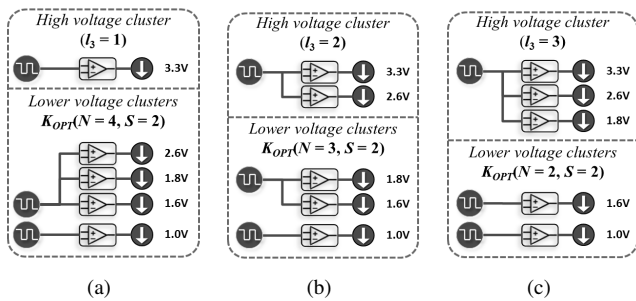 High voltage cluster
(l3 = 1)
3.3V
Lower voltage clusters
KOPT(N = 4, S = 2)
2.6V
1.8V
1.6V
1.0V
(a)
High voltage cluster
(l3 = 2)
3.3V
2.6V
Lower voltage clusters
KOPT(N = 3, S = 2)
1.8V
1.6V
1.0V
(b)
High voltage cluster
(l3 = 3)
3.3V
2.6V
1.8V
Lower voltage clusters
KOPT(N = 2, S = 2)
1.6V
1.0V
(c)